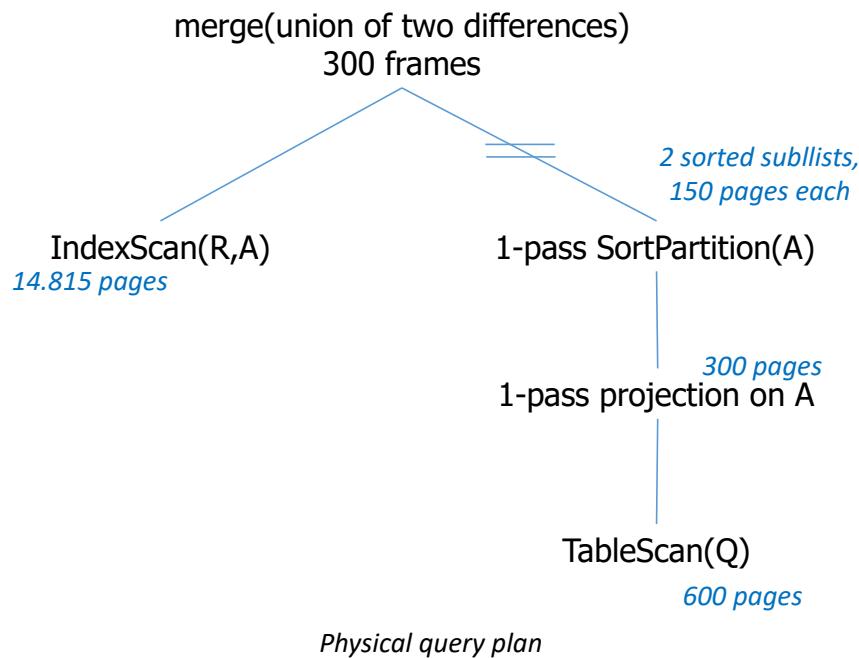 merge(union of two differences)
300 frames
2 sorted subllists,
150 pages each
IndexScan(R,A)
14.815 pages
1-pass SortPartition(A)
300 pages
1-pass projection on A
TableScan(Q)
600 pages
Physical query plan